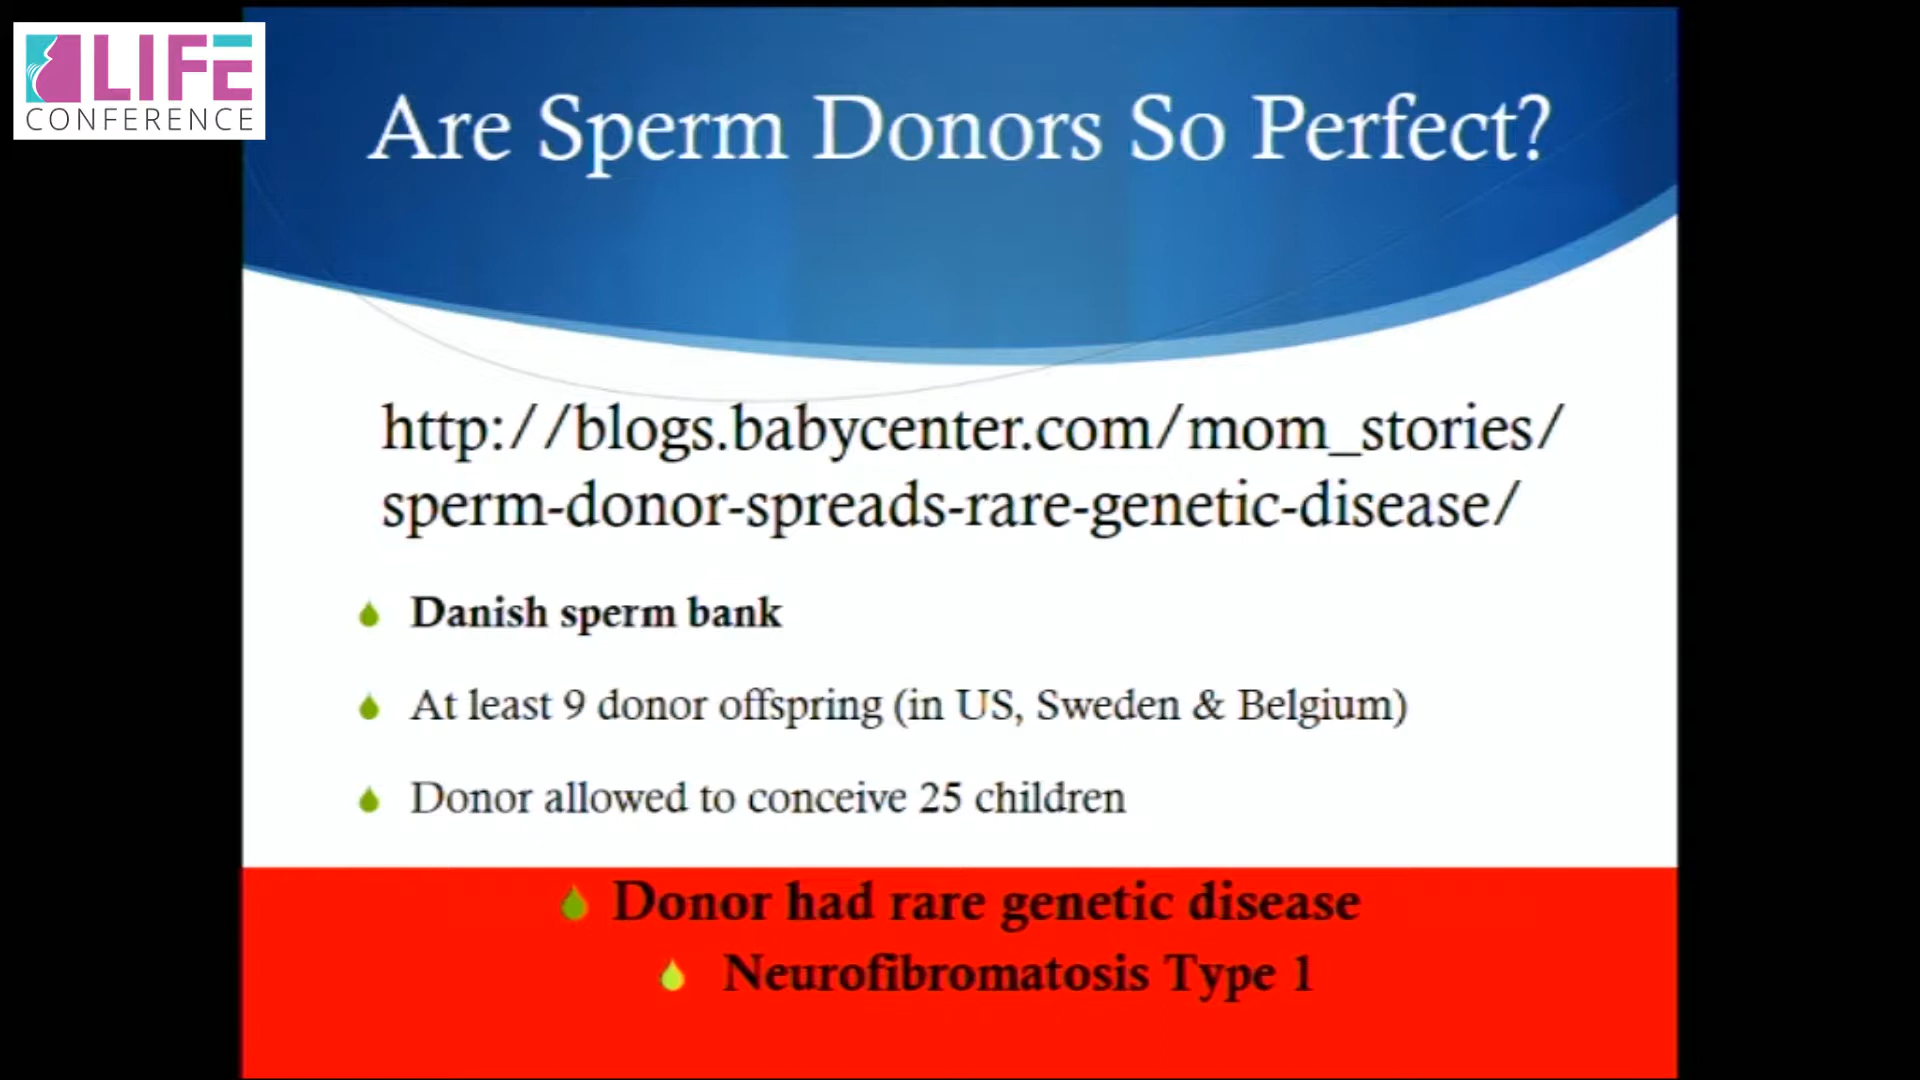 LIFE
CONFERENCE
Are Sperm Donors So Perfect?
http://blogs.babycenter.com/mom_stories/
sperm-donor-spreads-rare-genetic-disease/
Danish sperm bank
At least 9 donor offspring (in US, Sweden & Belgium)
Donor allowed to conceive 25 children
Donor had rare genetic disease
Neurofibromatosis Type 1